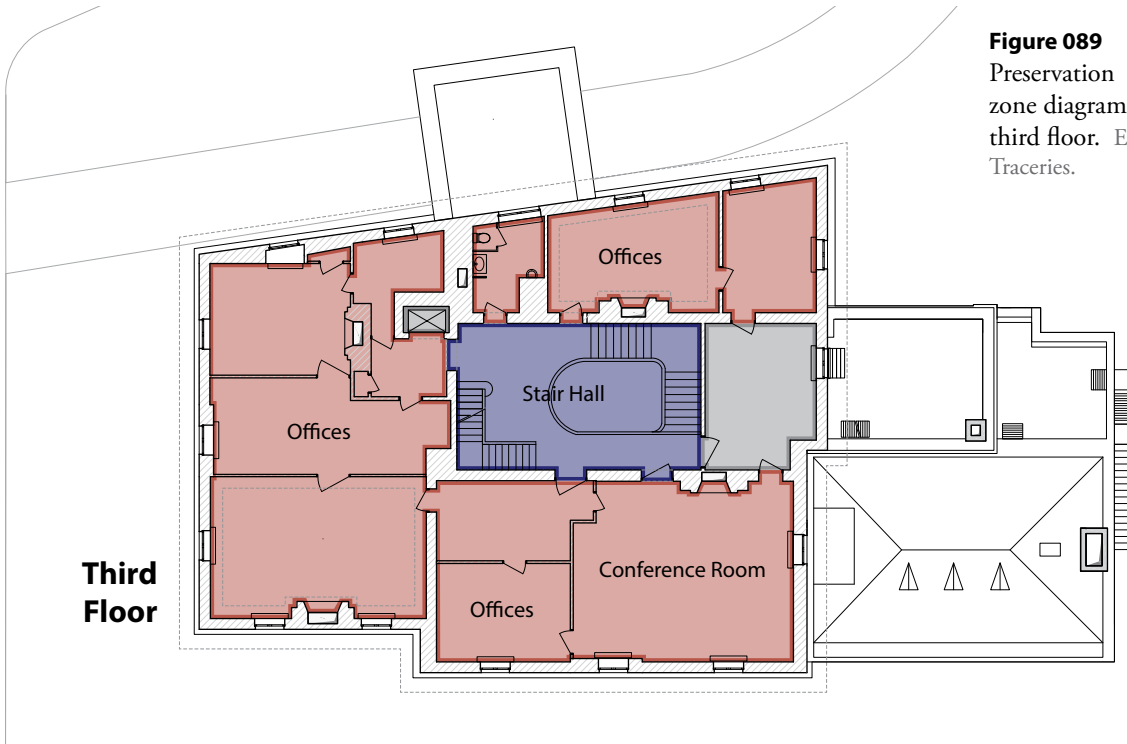 Figure 089
Preservation
zone diagram
third floor. E
Traceries.
Offices
Stair Hall
Offices
Conference Room
Offices
Third
Floor